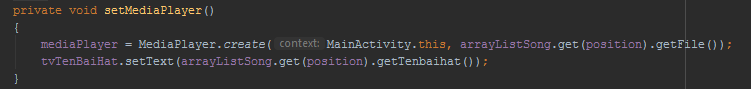 private void setMediaPlayer()
{
mediaPlayer = MediaPlayer.create( context: MainActivity.this, arrayListSong.get(position).getFile());
tvTenBaiHat.setText(arrayListSong.get(position).getTenbaihat());
}